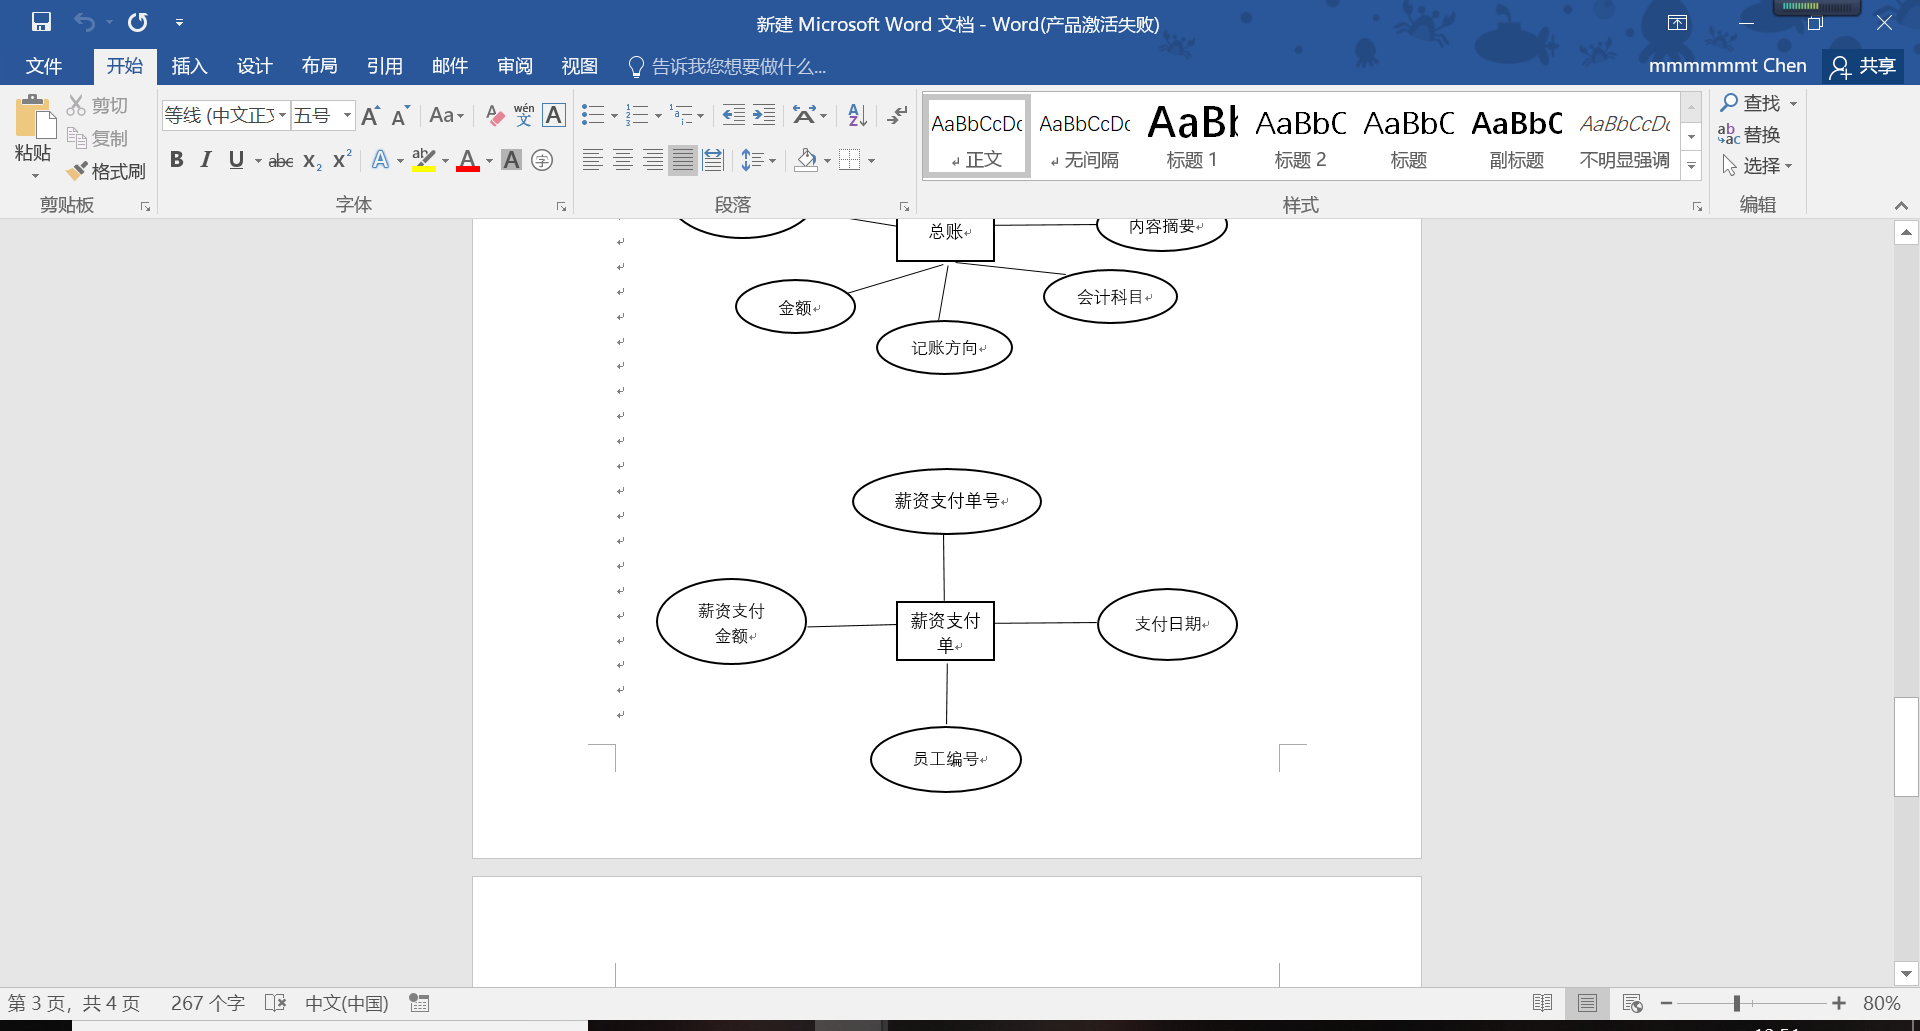 新建 Microsoft Word 文档 - Word(产品激活失败)
文件 开始 插入 设计 布局 引用 邮件 审阅 视图 告诉我您想要做什么... mmmmmmt Chen 共享
粘贴 剪切 复制 格式刷
等线 (中文正文 五号
AaBbCcDc AaBbCcDc AaBl AaBbC AaBbC AaBbC AaBbCcDc
正文 无间隔 标题 1 标题 2 标题 副标题 不明显强调
查找
替换
选择
剪贴板 字体 段落 样式 编辑
总账 内容摘要
金额 会计科目
记账方向
薪资支付单号
薪资支付
金额
薪资支付
单
支付日期
员工编号
第 3 页，共 4 页 267 个字 中文(中国) 80%